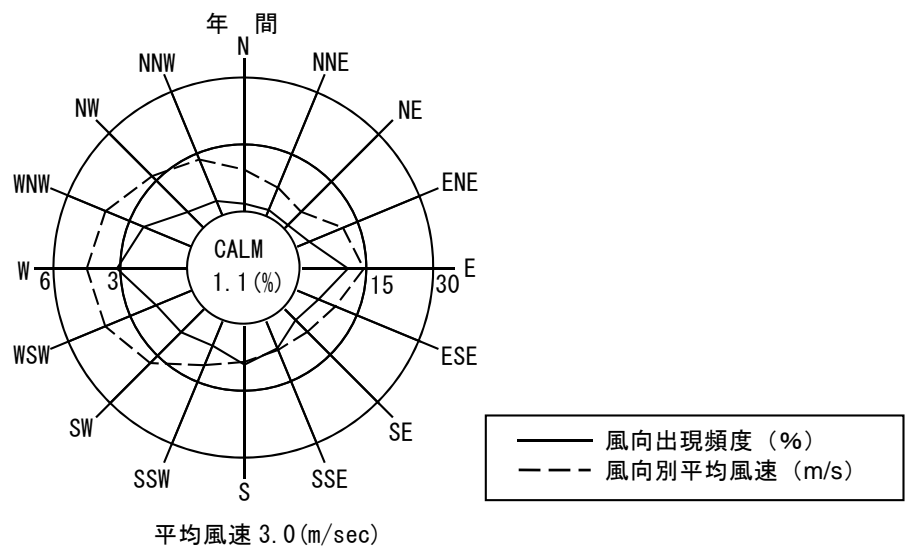 年 間
N
NNW NNE
NW NE
WNW ENE
CALM
1.1(%)
W 6 3 15 30 E
WSW ESE
SW SE
SSW SSE
S
平均風速 3.0(m/sec)
風向出現頻度 (%)
風向別平均風速 (m/s)